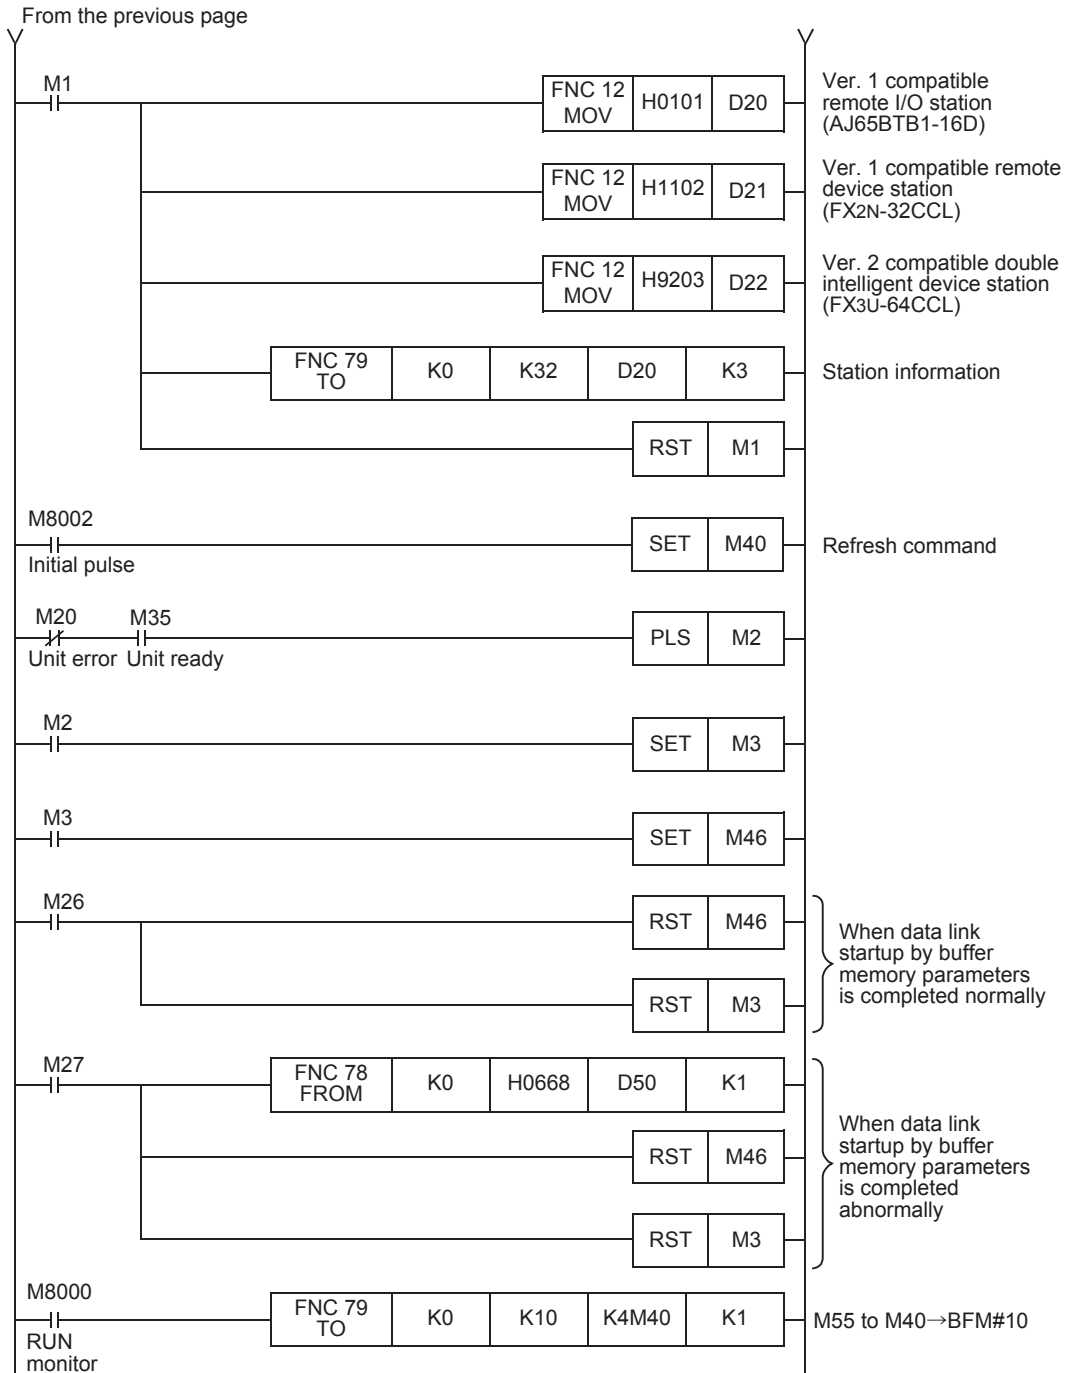 From the previous page
M1
FNC 12
MOV
H0101
D20
Ver. 1 compatible
remote I/O station
(AJ65BTB1-16D)
FNC 12
MOV
H1102
D21
Ver. 1 compatible remote
device station
(FX2N-32CCL)
FNC 12
MOV
H9203
D22
Ver. 2 compatible double
intelligent device station
(FX3U-64CCL)
FNC 79
TO
K0
K32
D20
K3
Station information
RST
M1
M8002
Initial pulse
SET
M40
Refresh command
M20
Unit error
M35
Unit ready
PLS
M2
M2
SET
M3
M3
SET
M46
M26
RST
M46
RST
M3
When data link
startup by buffer
memory parameters
is completed normally
M27
FNC 78
FROM
K0
H0668
D50
K1
RST
M46
RST
M3
When data link
startup by buffer
memory parameters
is completed
abnormally
M8000
RUN
monitor
FNC 79
TO
K0
K10
K4M40
K1
M55 to M40→BFM#10